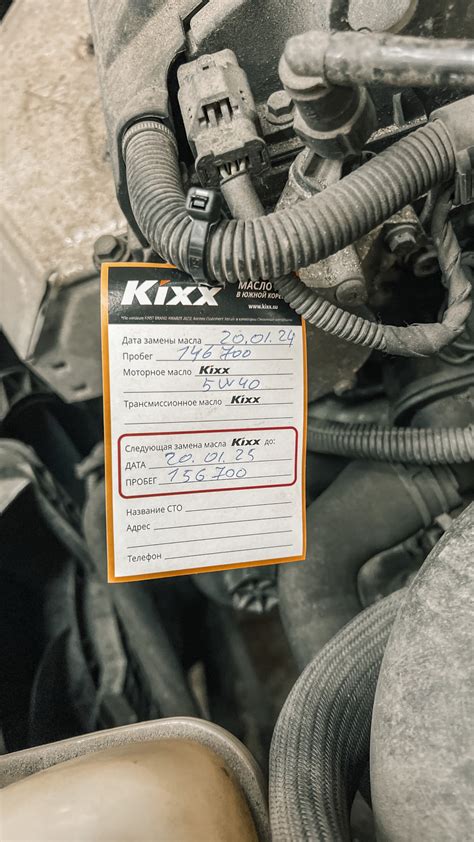 Kixx
МАСЛО
В ЮЖНОЙ КОРЕ
www.kixx.su
Дата замены масла 20.01.24
Пробег 146 700
Моторное масло Kixx
5W40
Трансмиссионное масло Kixx
Следующая замена масла Kixx до:
ДАТА 20.01.25
ПРОБЕГ 156 700
Название СТО
Адрес
Телефон